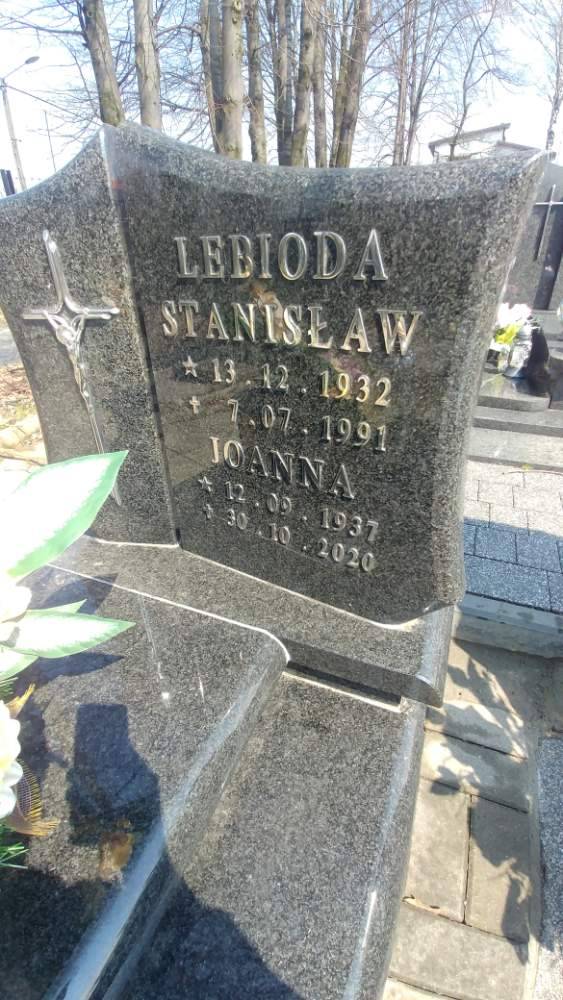 LEBIODA
STANISŁAW
* 13.12.1932
✝ 7.07.1991
JOANNA
* 12.09.1937
✝ 30.10.2020